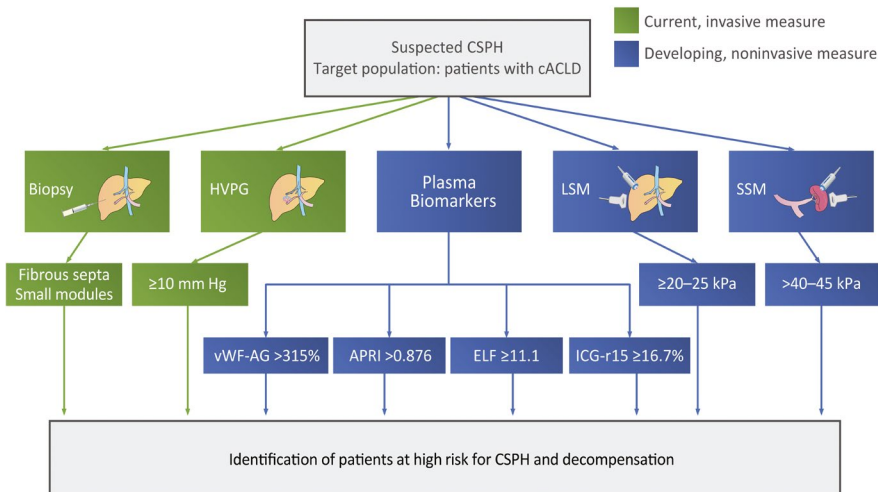 Current, invasive measure
Developing, noninvasive measure
Suspected CSPH
Target population: patients with cACLD
Biopsy
HVPG
Plasma
Biomarkers
LSM
SSM
Fibrous septa
Small modules
≥10 mm Hg
≥20–25 kPa
>40–45 kPa
vWF-AG >315%
APRI >0.876
ELF ≥11.1
ICG-r15 ≥16.7%
Identification of patients at high risk for CSPH and decompensation